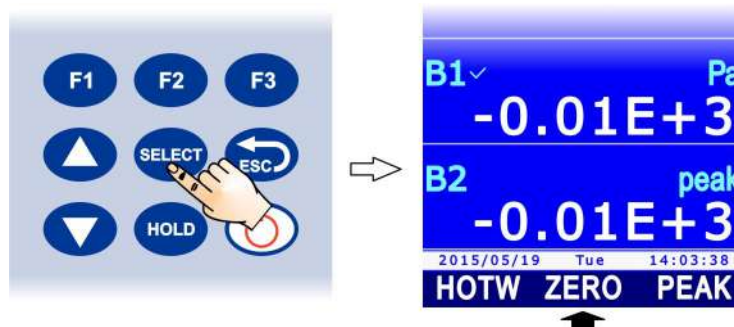 F1 F2 F3
SELECT ESC
HOLD
B1 Pa
-0.01E+3
B2 peak
-0.01E+3
2015/05/19 Tue 14:03:38
HOTW ZERO PEAK